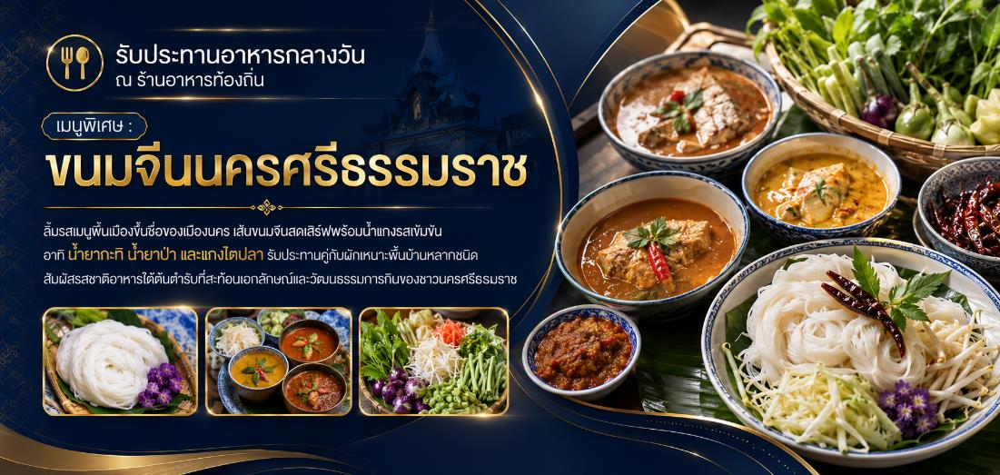 รับประทานอาหารกลางวัน
ณ ร้านอาหารท้องถิ่น
เมนูพิเศษ :
ขนมจีนนครศรีธรรมราช
ลิ้มรสเมนูพื้นเมืองขึ้นชื่อของเมืองนคร เส้นขนมจีนสดเสิร์ฟพร้อมน้ำแกงรสเข้มข้น
อาทิ น้ำยากะทิ น้ำยาป่า และแกงไตปลา รับประทานคู่กับผักเหนาะพื้นบ้านหลากชนิด
สัมผัสรสชาติอาหารใต้ต้นตำรับที่สะท้อนเอกลักษณ์และวัฒนธรรมการกินของชาวนครศรีธรรมราช